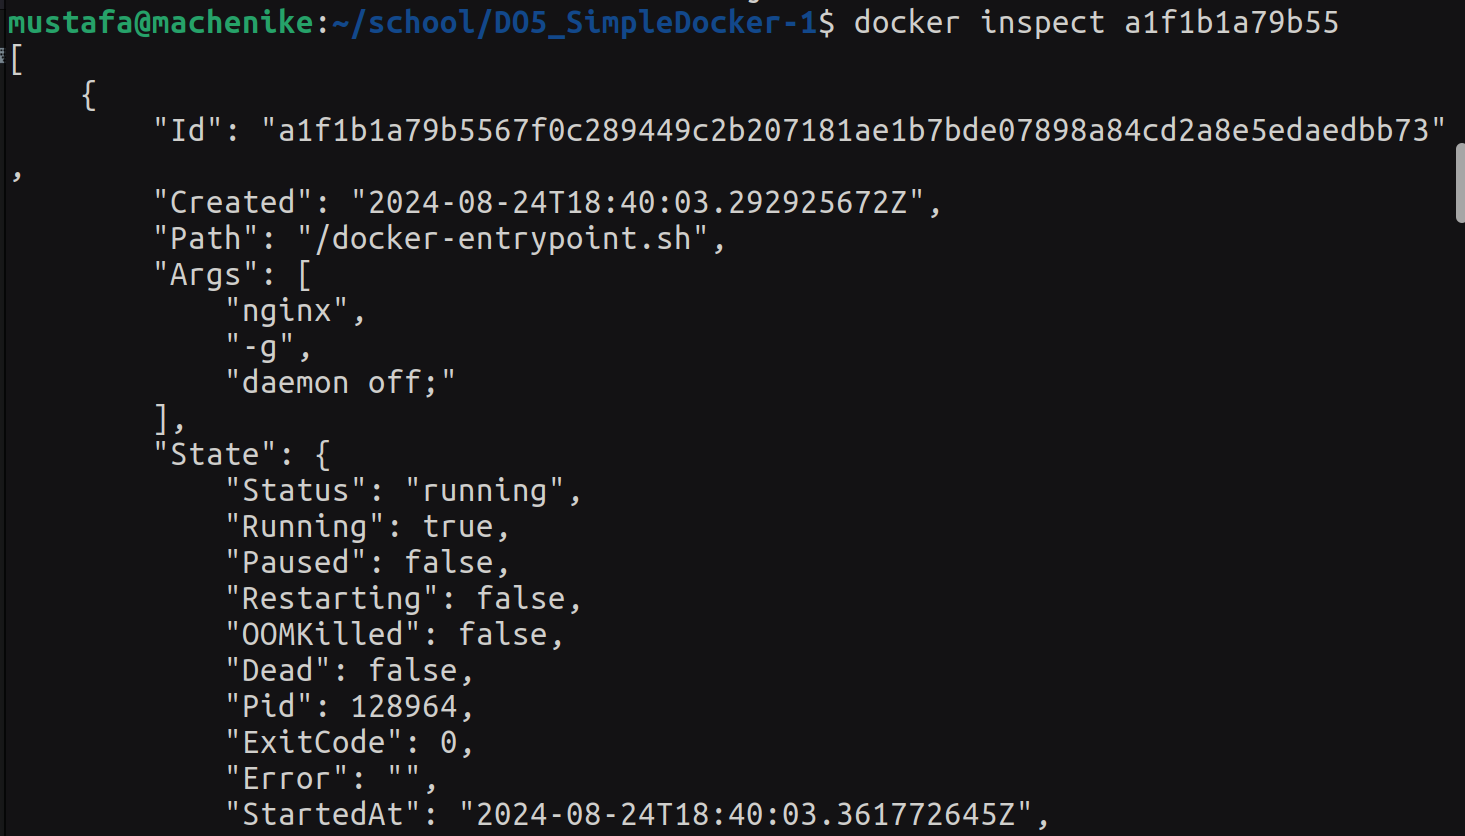 mustafa@machenike:~/school/DO5_SimpleDocker-1$ docker inspect a1f1b1a79b55
[
    {
        "Id": "a1f1b1a79b5567f0c289449c2b207181ae1b7bde07898a84cd2a8e5edaedbb73"
,
        "Created": "2024-08-24T18:40:03.292925672Z",
        "Path": "/docker-entrypoint.sh",
        "Args": [
            "nginx",
            "-g",
            "daemon off;"
        ],
        "State": {
            "Status": "running",
            "Running": true,
            "Paused": false,
            "Restarting": false,
            "OOMKilled": false,
            "Dead": false,
            "Pid": 128964,
            "ExitCode": 0,
            "Error": "",
            "StartedAt": "2024-08-24T18:40:03.361772645Z",